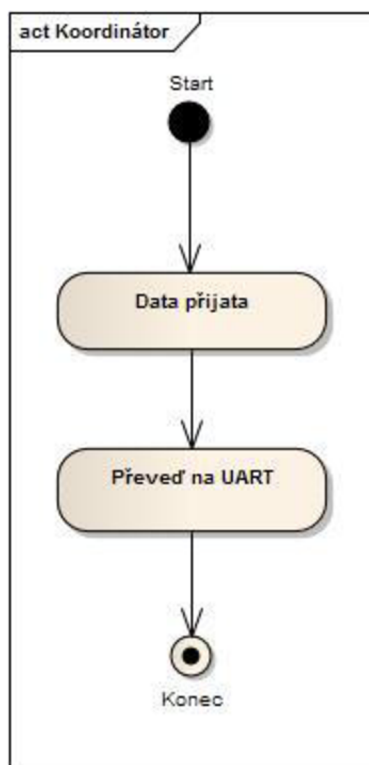 act Koordinátor
Start
Data přijata
Převeď na UART
Konec